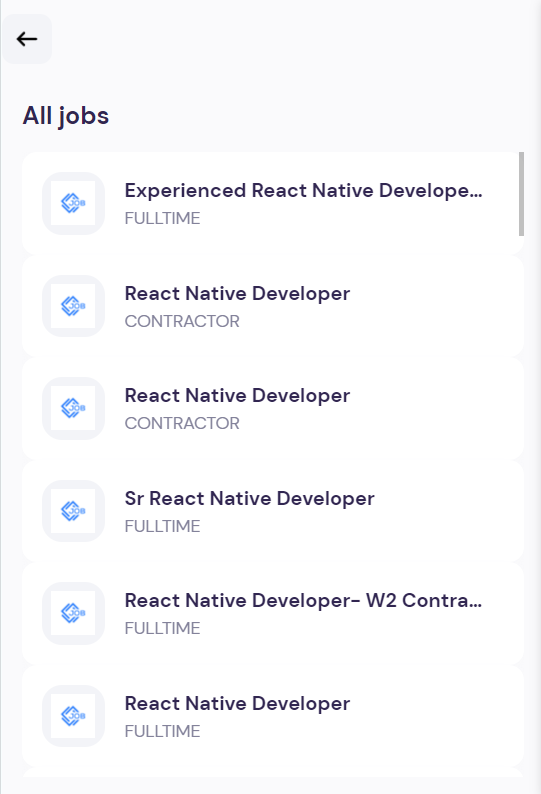 All jobs
Experienced React Native Develope...
FULLTIME
JOB
React Native Developer
CONTRACTOR
JOB
React Native Developer
CONTRACTOR
JOB
Sr React Native Developer
FULLTIME
JOB
React Native Developer- W2 Contra...
FULLTIME
JOB
React Native Developer
FULLTIME
JOB